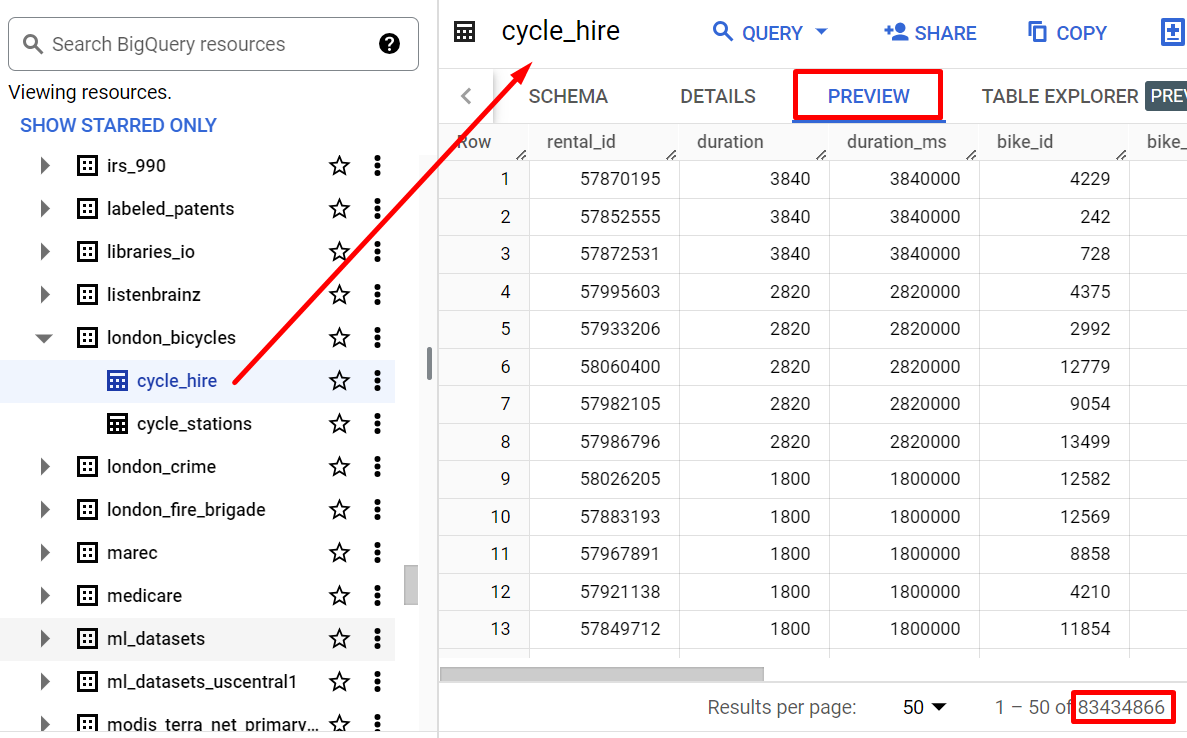 Search BigQuery resources
Viewing resources.
SHOW STARRED ONLY
irs_990
labeled_patents
libraries_io
listenbrainz
london_bicycles
cycle_hire
cycle_stations
london_crime
london_fire_brigade
marec
medicare
ml_datasets
ml_datasets_uscentral1
modis_terra_net_primary...
cycle_hire QUERY SHARE COPY
SCHEMA DETAILS PREVIEW TABLE EXPLORER PREV
Row rental_id duration duration_ms bike_id bike_
1 57870195 3840 3840000 4229
2 57852555 3840 3840000 242
3 57872531 3840 3840000 728
4 57995603 2820 2820000 4375
5 57933206 2820 2820000 2992
6 58060400 2820 2820000 12779
7 57982105 2820 2820000 9054
8 57986796 2820 2820000 13499
9 58026205 1800 1800000 12582
10 57883193 1800 1800000 12569
11 57967891 1800 1800000 8858
12 57921138 1800 1800000 4210
13 57849712 1800 1800000 11854
Results per page: 50 1 – 50 of 83434866